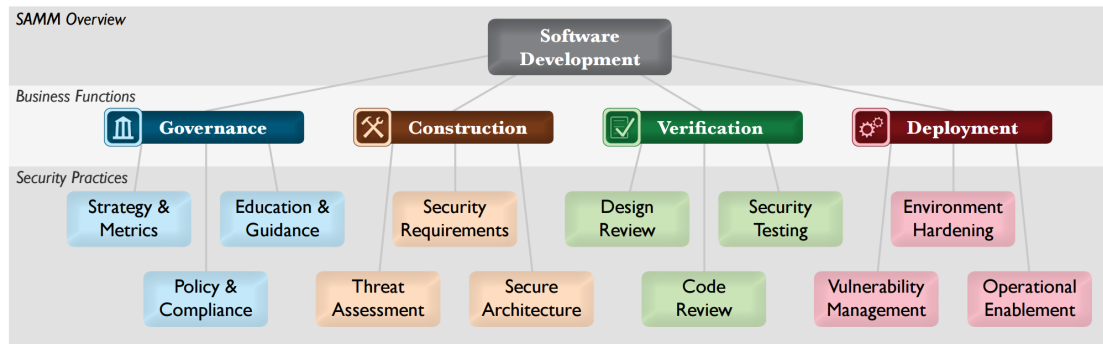 SAMM Overview
Software
Development
Business Functions
Governance
Construction
Verification
Deployment
Security Practices
Strategy &
Metrics
Education &
Guidance
Security
Requirements
Design
Review
Security
Testing
Environment
Hardening
Policy &
Compliance
Threat
Assessment
Secure
Architecture
Code
Review
Vulnerability
Management
Operational
Enablement